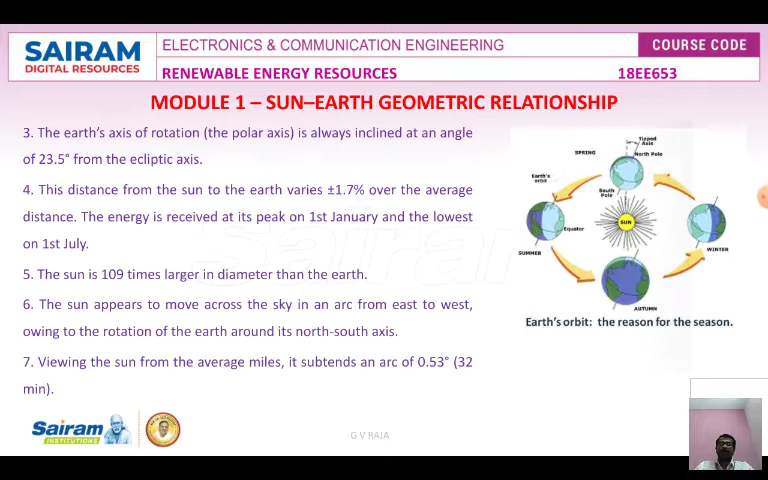 SAIRAM
DIGITAL RESOURCES
ELECTRONICS & COMMUNICATION ENGINEERING
COURSE CODE
RENEWABLE ENERGY RESOURCES
18EE653
MODULE 1 – SUN–EARTH GEOMETRIC RELATIONSHIP
3. The earth's axis of rotation (the polar axis) is always inclined at an angle
of 23.5° from the ecliptic axis.
4. This distance from the sun to the earth varies ±1.7% over the average
distance. The energy is received at its peak on 1st January and the lowest
on 1st July.
5. The sun is 109 times larger in diameter than the earth.
6. The sun appears to move across the sky in an arc from east to west,
owing to the rotation of the earth around its north-south axis.
7. Viewing the sun from the average miles, it subtends an arc of 0.53° (32
min).
Tipped
Axis
SPRING
North Pole
Earth's
orbit
South
Pole
SUN
Equator
SUMMER
WINTER
AUTUMN
Earth's orbit: the reason for the season.
sairam
Sairam
INSTITUTIONS
G V RAJA